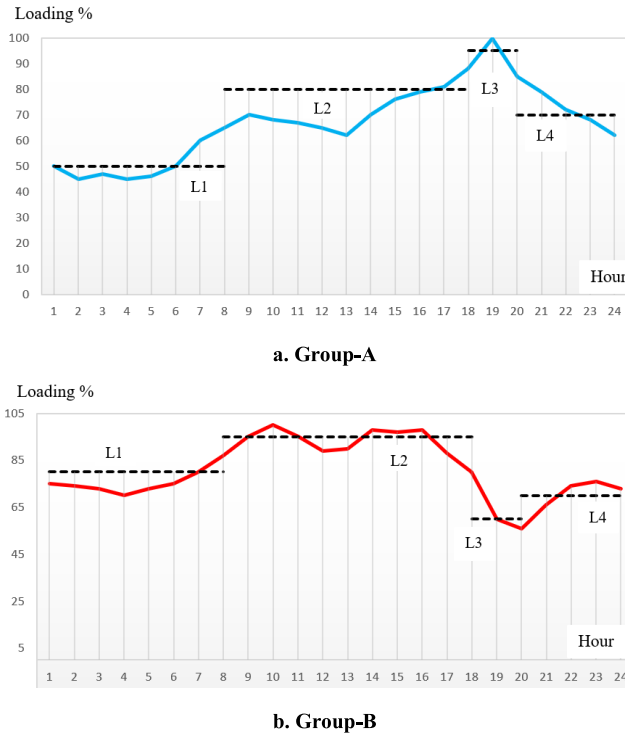 Loading %
100
90
80
70
60
50
40
30
20
10
0
L1
L2
L3
L4
Hour
1 2 3 4 5 6 7 8 9 10 11 12 13 14 15 16 17 18 19 20 21 22 23 24
a. Group-A
Loading %
105
85
65
45
25
5
L1
L2
L3
L4
Hour
1 2 3 4 5 6 7 8 9 10 11 12 13 14 15 16 17 18 19 20 21 22 23 24
b. Group-B